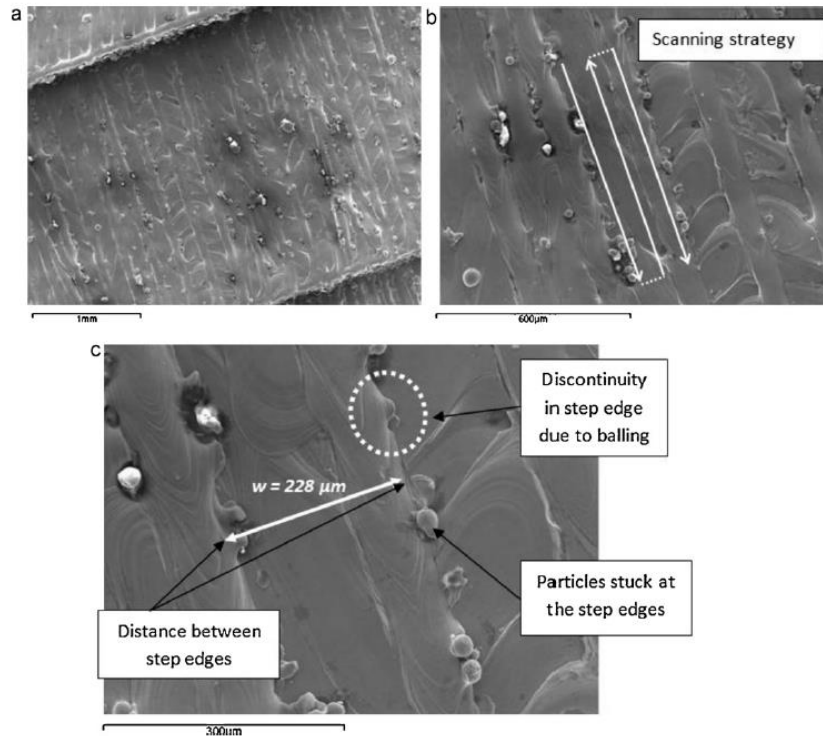 a
b
Scanning strategy
1mm
600µm
c
Discontinuity
in step edge
due to balling
w = 228 µm
Particles stuck at
the step edges
Distance between
step edges
300µm